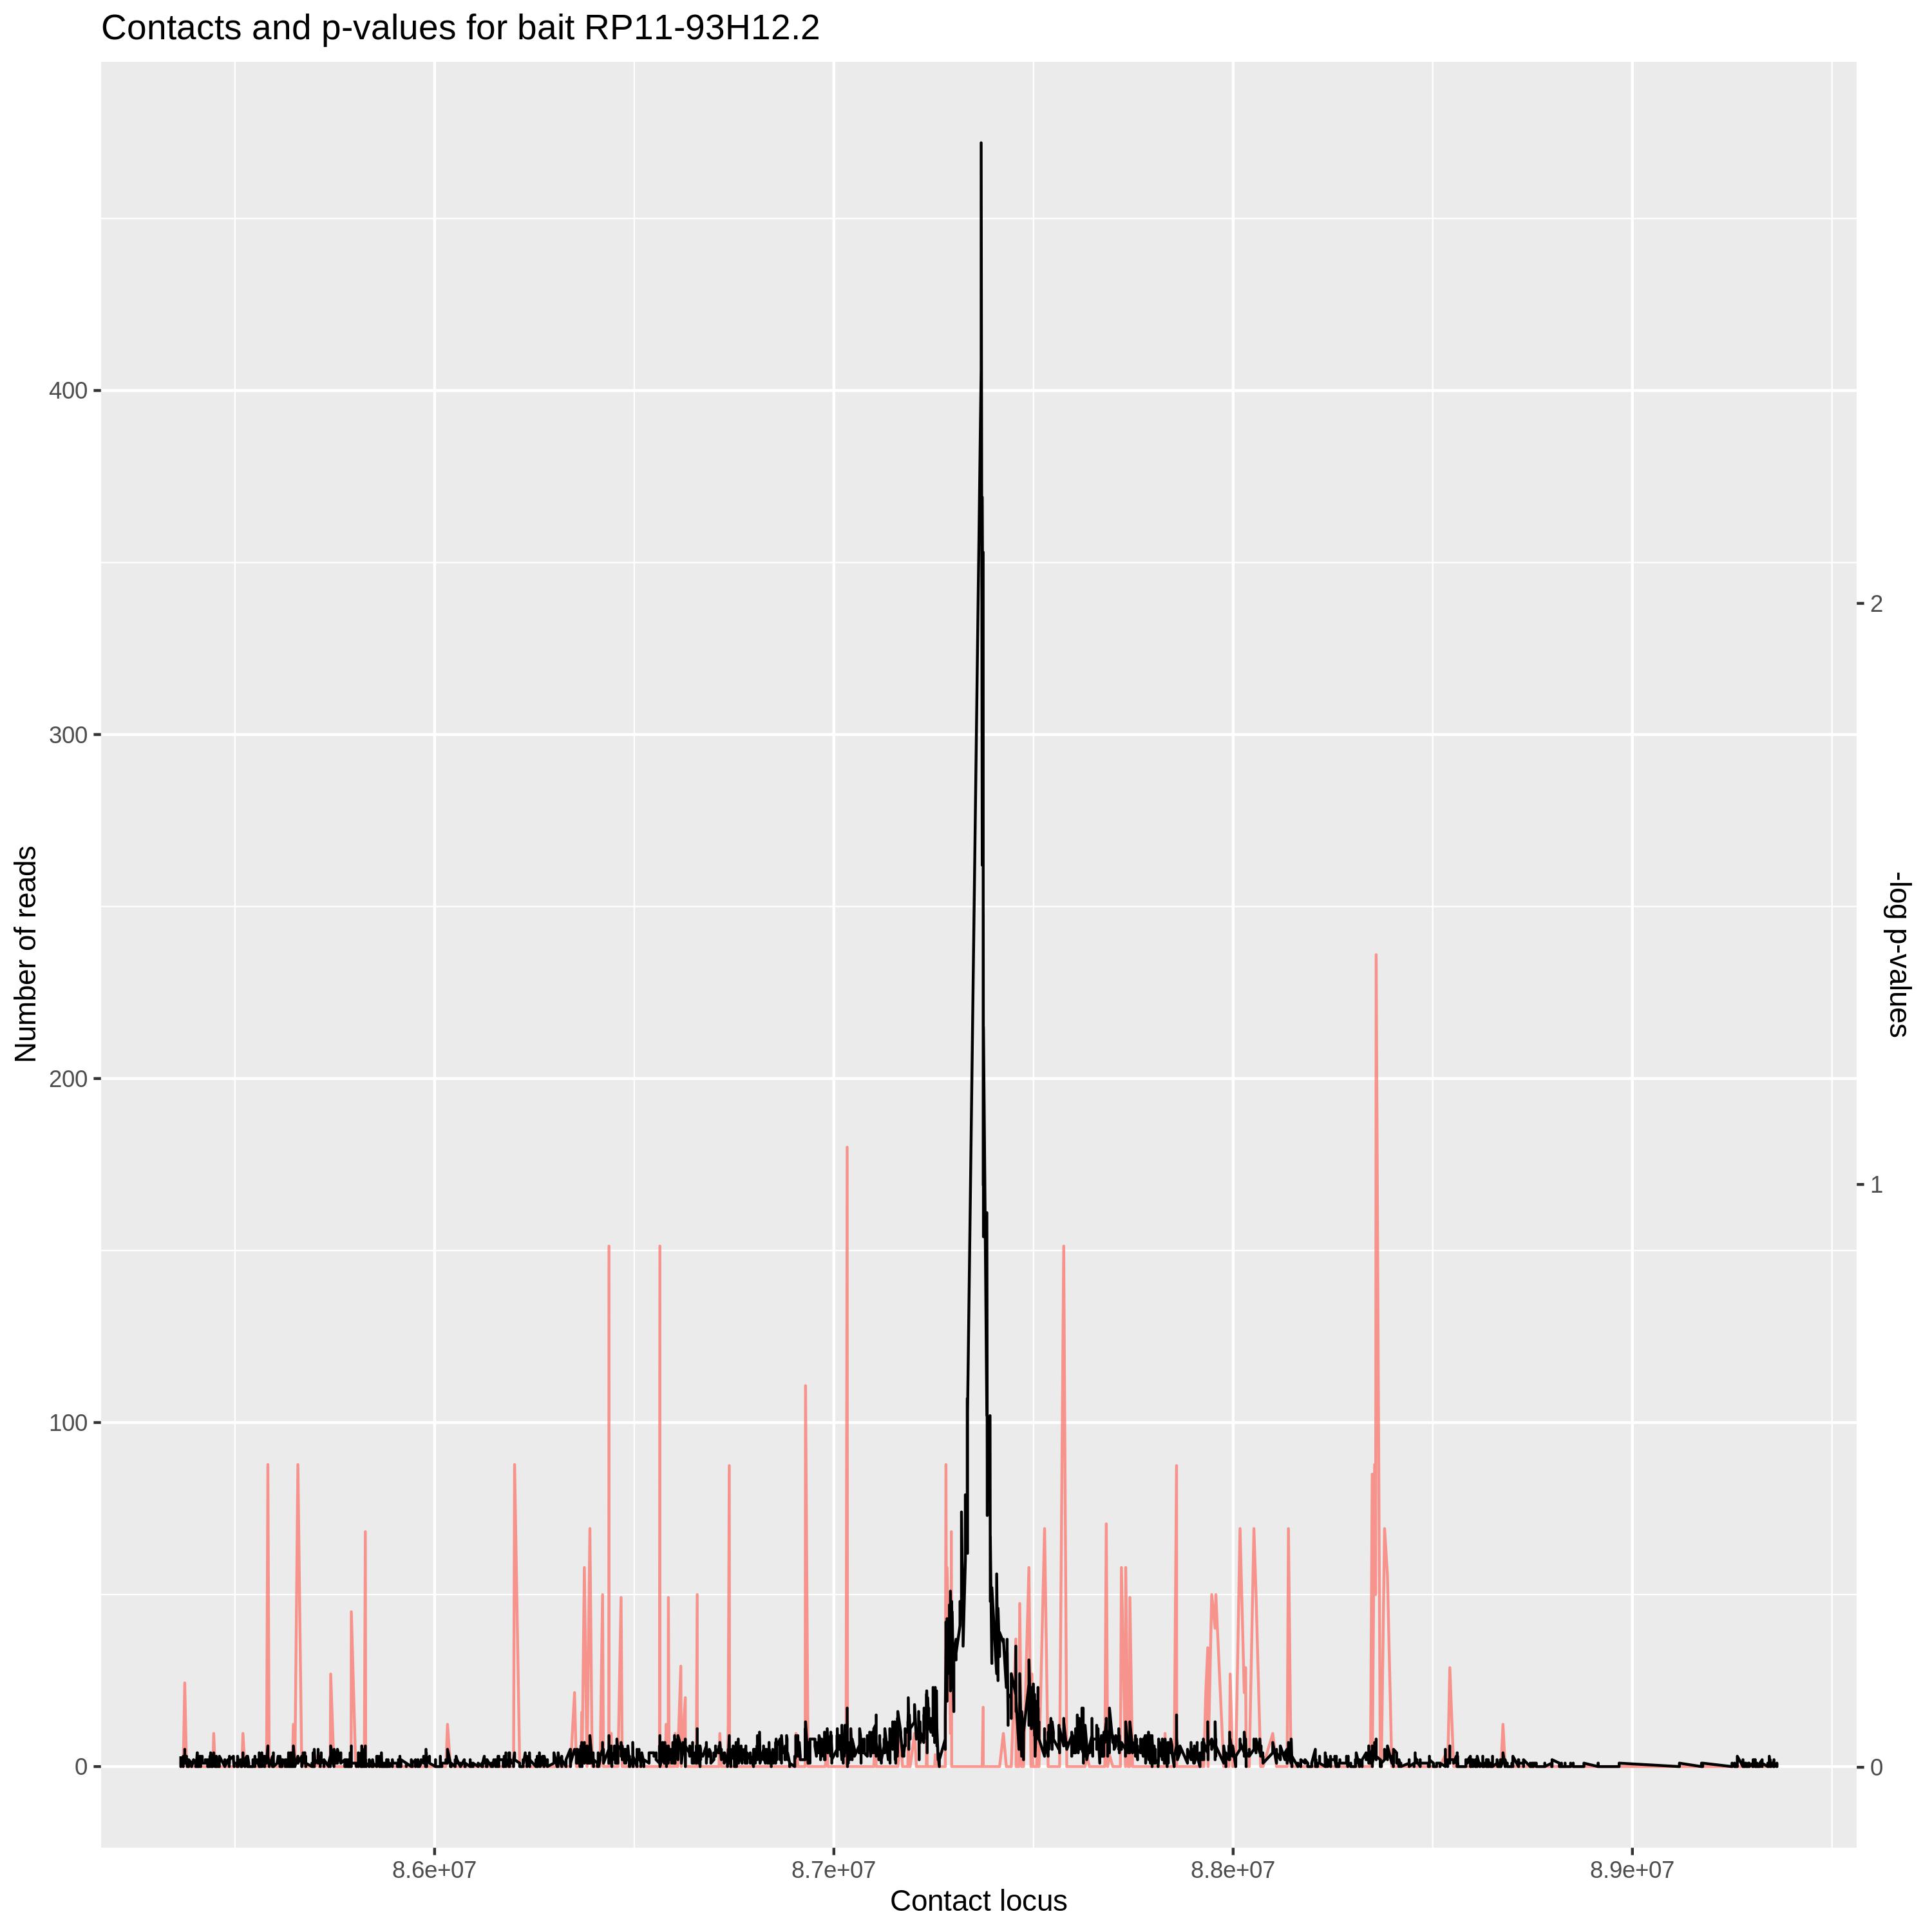 Contacts and p-values for bait RP11-93H12.2
400
300
200
100
0
Number of reads
2
1
0
-log p-values
8.6e+07
8.7e+07
8.8e+07
8.9e+07
Contact locus